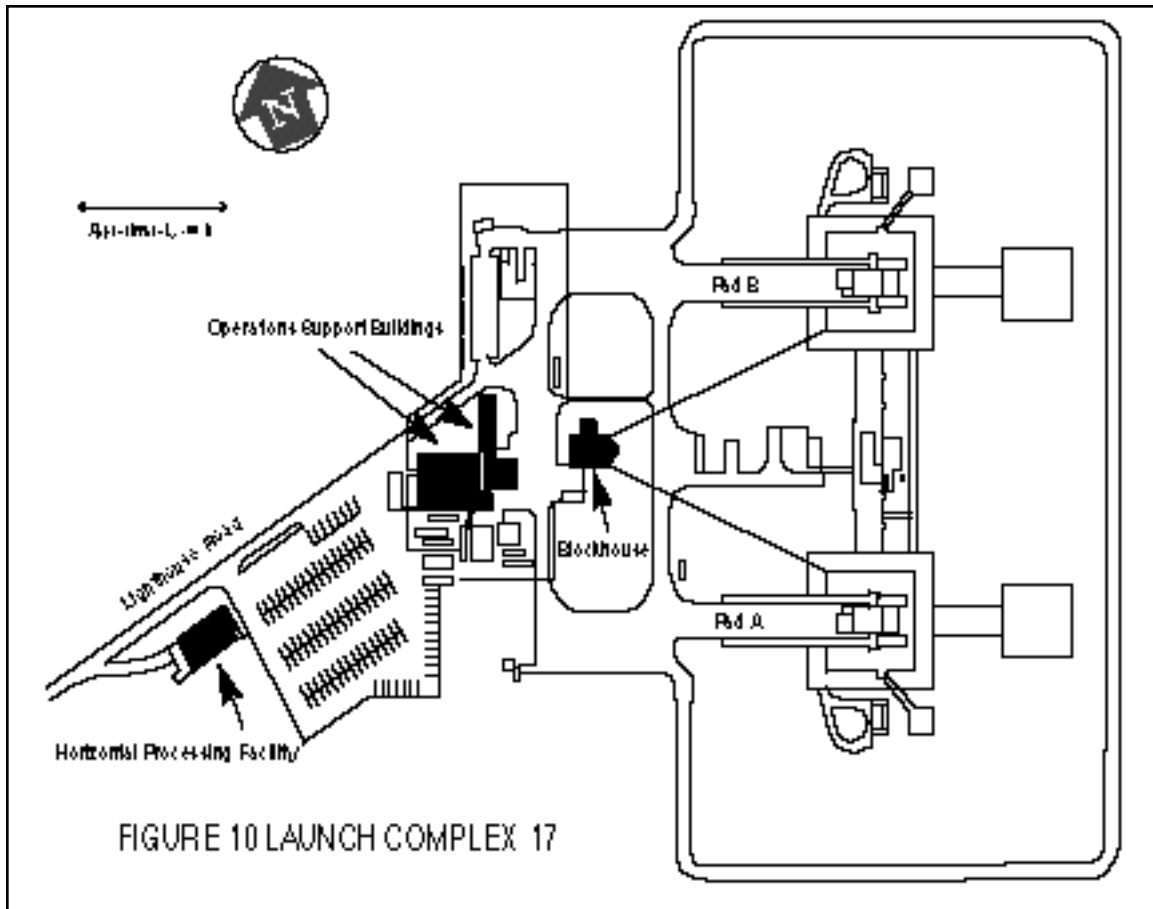 N
Operations Support Buildings
Pad B
Lighthouse Road
Blockhouse
Pad A
Horizontal Processing Facility
FIGURE 10 LAUNCH COMPLEX 17